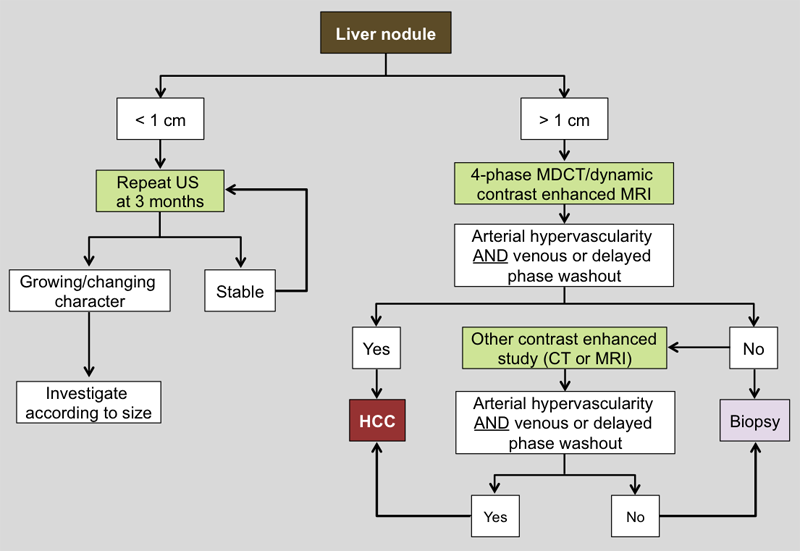 Liver nodule
< 1 cm
> 1 cm
Repeat US
at 3 months
4-phase MDCT/dynamic
contrast enhanced MRI
Arterial hypervascularity
AND venous or delayed
phase washout
Growing/changing
character
Stable
Investigate
according to size
Yes
Other contrast enhanced
study (CT or MRI)
No
HCC
Arterial hypervascularity
AND venous or delayed
phase washout
Biopsy
Yes
No